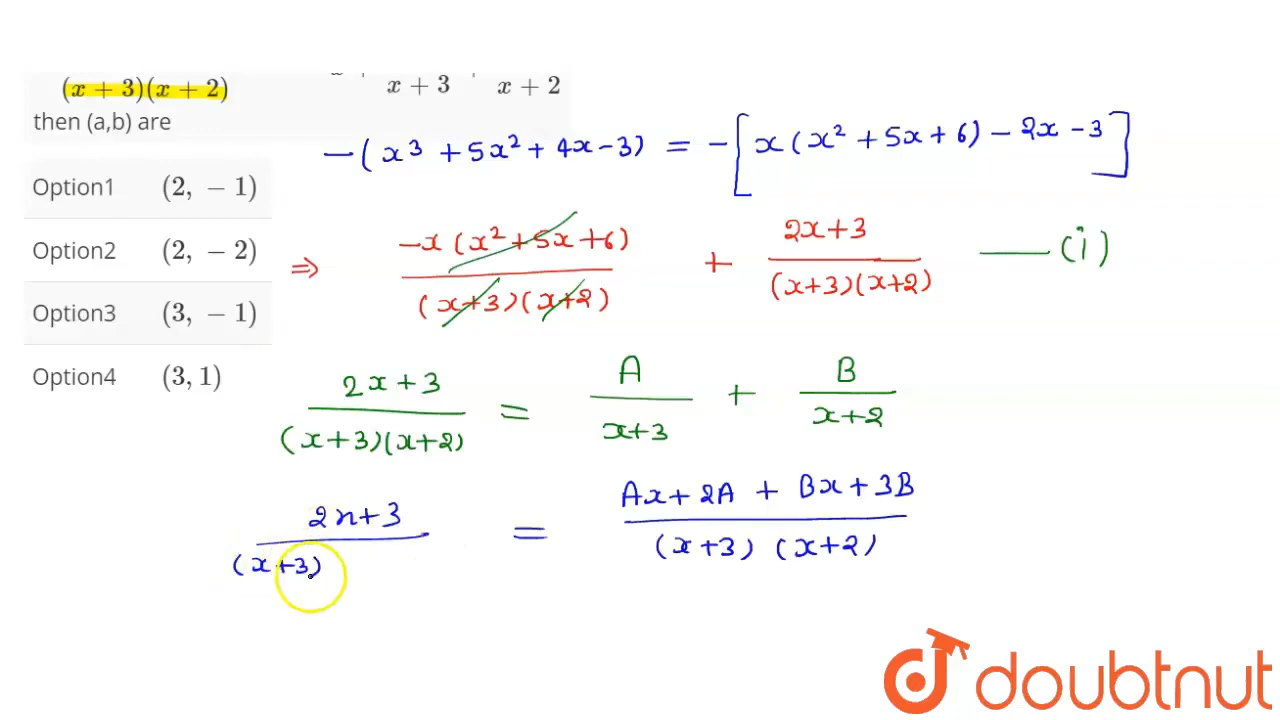 (x + 3)(x + 2) x + 3 x + 2
then (a,b) are
-(x³ + 5x² + 4x - 3) = -[x(x² + 5x + 6) - 2x - 3]
Option1 (2, −1)
Option2 (2, −2)
Option3 (3, −1)
Option4 (3, 1)
⇒ -x(x² + 5x + 6) / (x+3)(x+2) + 2x+3 / (x+3)(x+2) —— (i)
2x+3 / (x+3)(x+2) = A / x+3 + B / x+2
2x+3 / (x+3) = Ax + 2A + Bx + 3B / (x+3) (x+2)
doubtnut